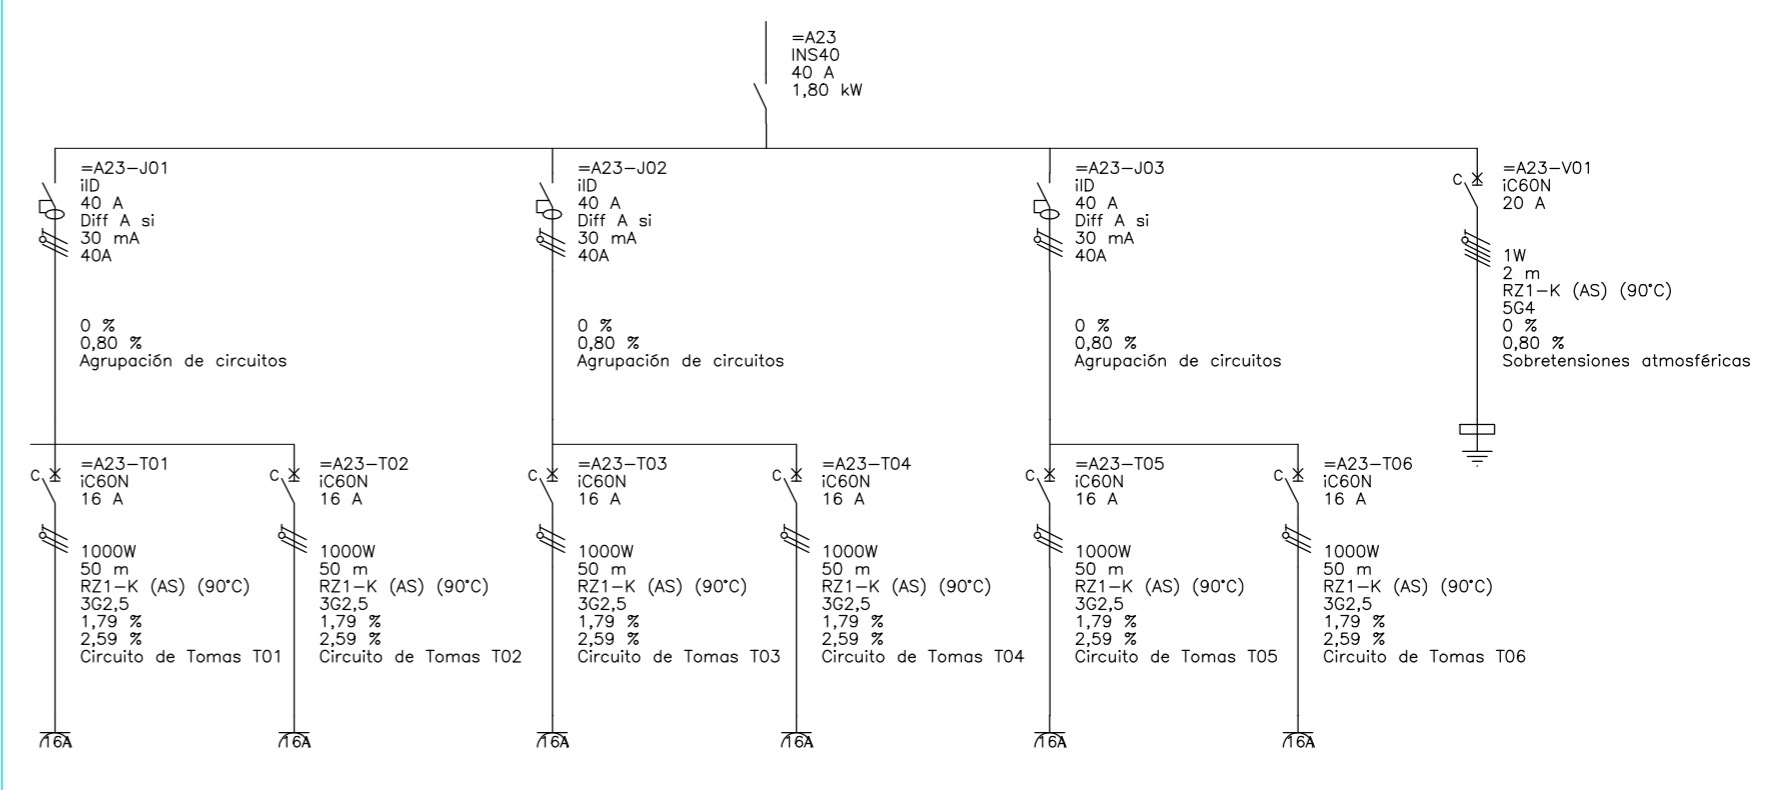 =A23
INS40
40 A
1,80 kW
=A23-J01
iID
40 A
Diff A si
30 mA
40A
0 %
0,80 %
Agrupación de circuitos
=A23-J02
iID
40 A
Diff A si
30 mA
40A
0 %
0,80 %
Agrupación de circuitos
=A23-J03
iID
40 A
Diff A si
30 mA
40A
0 %
0,80 %
Agrupación de circuitos
C
=A23-V01
iC60N
20 A
1W
2 m
RZ1-K (AS) (90°C)
5G4
0 %
0,80 %
Sobretensiones atmosféricas
C
=A23-T01
iC60N
16 A
1000W
50 m
RZ1-K (AS) (90°C)
3G2,5
1,79 %
2,59 %
Circuito de Tomas T01
16A
C
=A23-T02
iC60N
16 A
1000W
50 m
RZ1-K (AS) (90°C)
3G2,5
1,79 %
2,59 %
Circuito de Tomas T02
16A
C
=A23-T03
iC60N
16 A
1000W
50 m
RZ1-K (AS) (90°C)
3G2,5
1,79 %
2,59 %
Circuito de Tomas T03
16A
C
=A23-T04
iC60N
16 A
1000W
50 m
RZ1-K (AS) (90°C)
3G2,5
1,79 %
2,59 %
Circuito de Tomas T04
16A
C
=A23-T05
iC60N
16 A
1000W
50 m
RZ1-K (AS) (90°C)
3G2,5
1,79 %
2,59 %
Circuito de Tomas T05
16A
C
=A23-T06
iC60N
16 A
1000W
50 m
RZ1-K (AS) (90°C)
3G2,5
1,79 %
2,59 %
Circuito de Tomas T06
16A